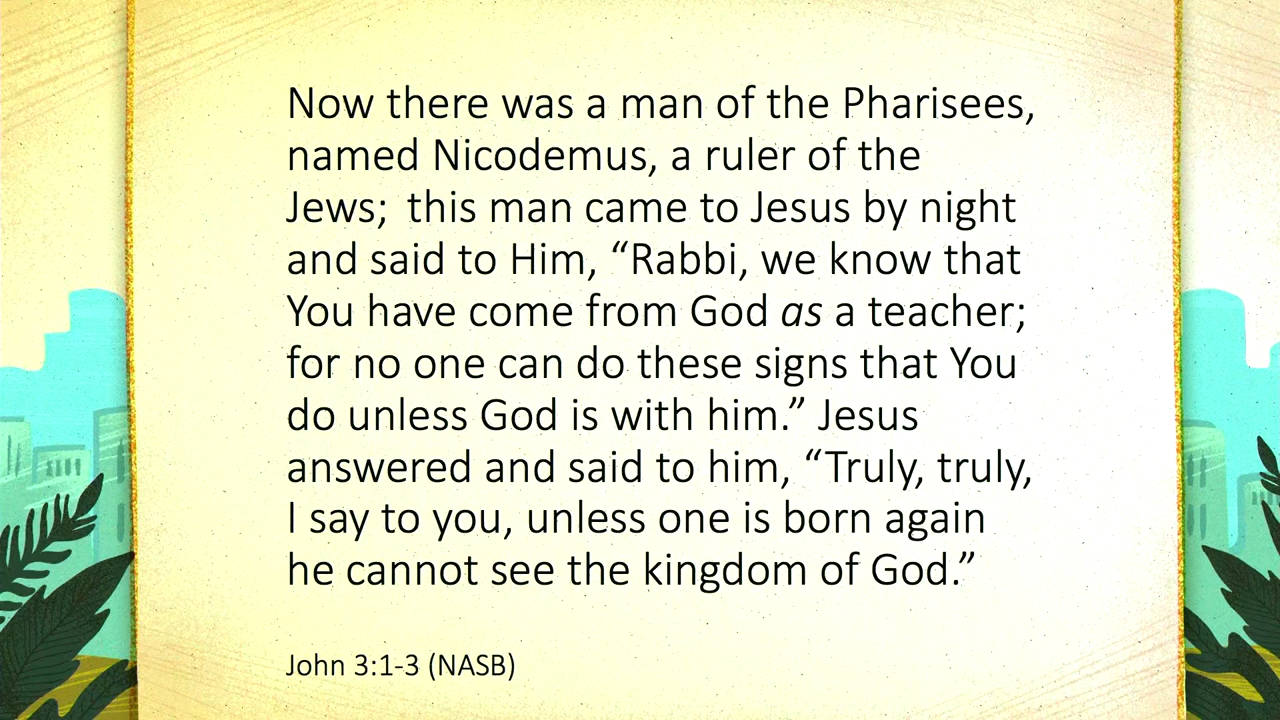 Now there was a man of the Pharisees,
named Nicodemus, a ruler of the
Jews;  this man came to Jesus by night
and said to Him, “Rabbi, we know that
You have come from God as a teacher;
for no one can do these signs that You
do unless God is with him.” Jesus
answered and said to him, “Truly, truly,
I say to you, unless one is born again
he cannot see the kingdom of God.”
John 3:1-3 (NASB)